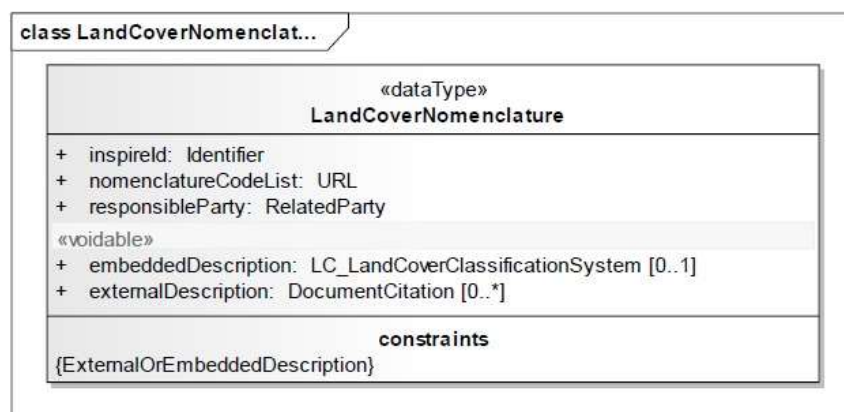 class LandCoverNomenclat...
«dataType»
LandCoverNomenclature
+ inspireId: Identifier
+ nomenclatureCodeList: URL
+ responsibleParty: RelatedParty
«voidable»
+ embeddedDescription: LC_LandCoverClassificationSystem [0..1]
+ externalDescription: DocumentCitation [0..*]
constraints
{ExternalOrEmbeddedDescription}